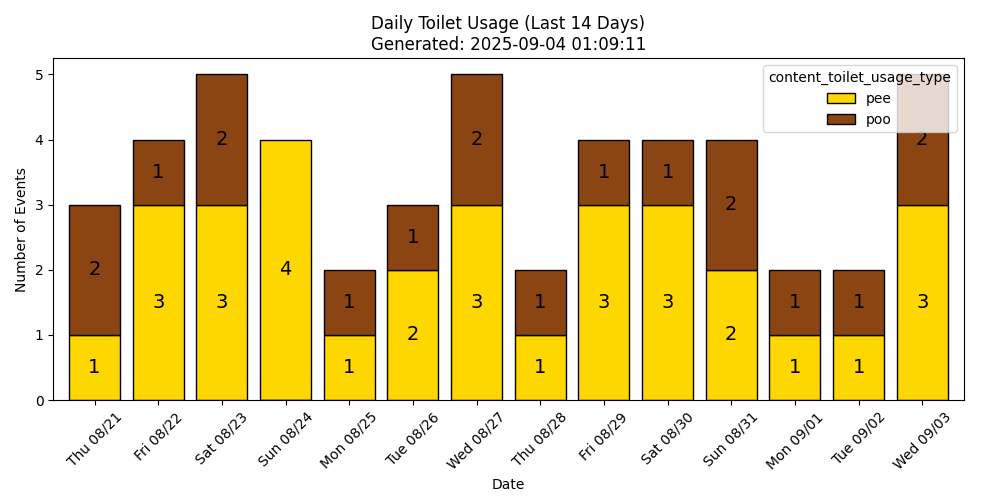 Daily Toilet Usage (Last 14 Days)
Generated: 2025-09-04 01:09:11
content_toilet_usage_type
pee
poo
Number of Events
5
4
3
2
1
0
2 1 2 1 1 2 1 1 1 2 1 1 2
1 3 3 4 1 2 3 1 3 3 2 1 1 3
Thu 08/21
Fri 08/22
Sat 08/23
Sun 08/24
Mon 08/25
Tue 08/26
Wed 08/27
Thu 08/28
Fri 08/29
Sat 08/30
Sun 08/31
Mon 09/01
Tue 09/02
Wed 09/03
Date